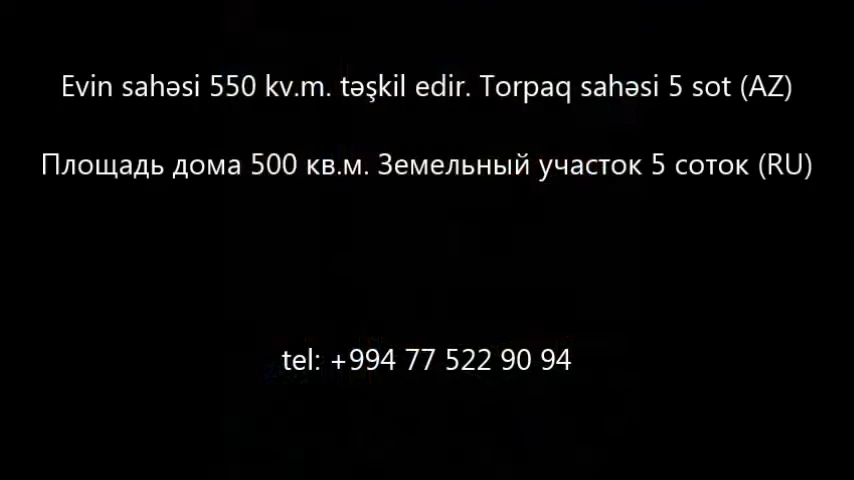 Evin sahəsi 550 kv.m. təşkil edir. Torpaq sahəsi 5 sot (AZ)
Площадь дома 500 кв.м. Земельный участок 5 соток (RU)
tel: +994 77 522 90 94